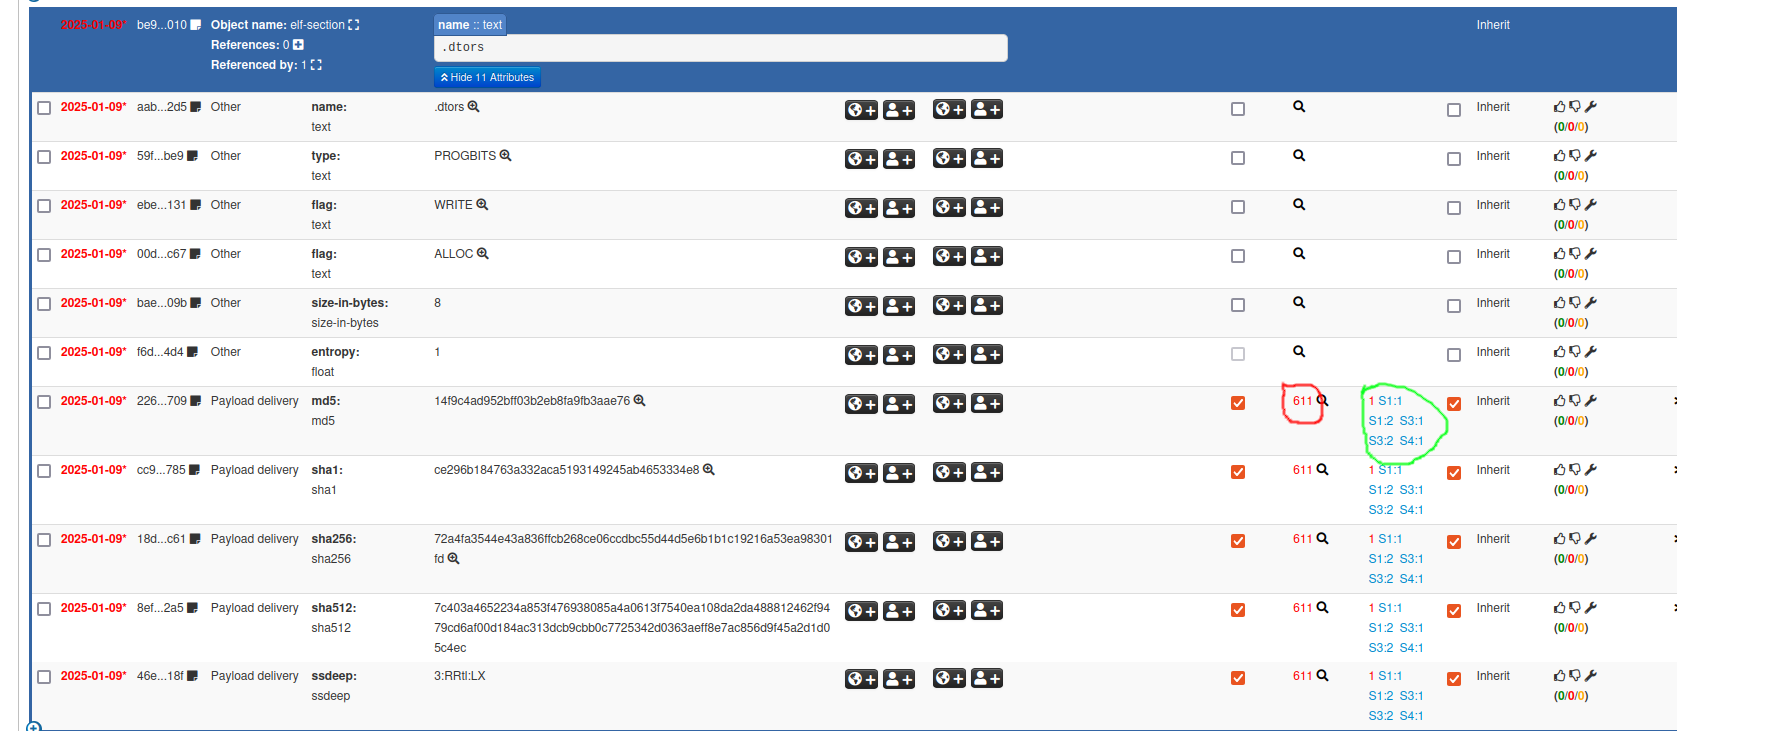 2025-01-09* be9...010 Object name: elf-section name :: text Inherit
References: 0 .dtors
Referenced by: 1
Hide 11 Attributes
2025-01-09* aab...2d5 Other name: .dtors Inherit
text (0/0/0)
2025-01-09* 59f...be9 Other type: PROGBITS Inherit
text (0/0/0)
2025-01-09* ebe...131 Other flag: WRITE Inherit
text (0/0/0)
2025-01-09* 00d...c67 Other flag: ALLOC Inherit
text (0/0/0)
2025-01-09* bae...09b Other size-in-bytes: 8 Inherit
size-in-bytes (0/0/0)
2025-01-09* f6d...4d4 Other entropy: 1 Inherit
float (0/0/0)
2025-01-09* 226...709 Payload delivery md5: 14f9c4ad952bff03b2eb8fa9fb3aae76 611 1 S1:1 Inherit
md5 S1:2 S3:1 (0/0/0)
S3:2 S4:1
2025-01-09* cc9...785 Payload delivery sha1: ce296b184763a332aca5193149245ab4653334e8 611 1 S1:1 Inherit
sha1 S1:2 S3:1 (0/0/0)
S3:2 S4:1
2025-01-09* 18d...c61 Payload delivery sha256: 72a4fa3544e43a836ffcb268ce06ccdbc55d44d5e6b1b1c19216a53ea98301 611 1 S1:1 Inherit
sha256 fd S1:2 S3:1 (0/0/0)
S3:2 S4:1
2025-01-09* 8ef...2a5 Payload delivery sha512: 7c403a4652234a853f476938085a4a0613f7540ea108da2da488812462f94 611 1 S1:1 Inherit
sha512 79cd6af00d184ac313dcb9cbb0c7725342d0363aeff8e7ac856d9f45a2d1d0 S1:2 S3:1 (0/0/0)
5c4ec S3:2 S4:1
2025-01-09* 46e...18f Payload delivery ssdeep: 3:RRtl:LX 611 1 S1:1 Inherit
ssdeep S1:2 S3:1 (0/0/0)
S3:2 S4:1